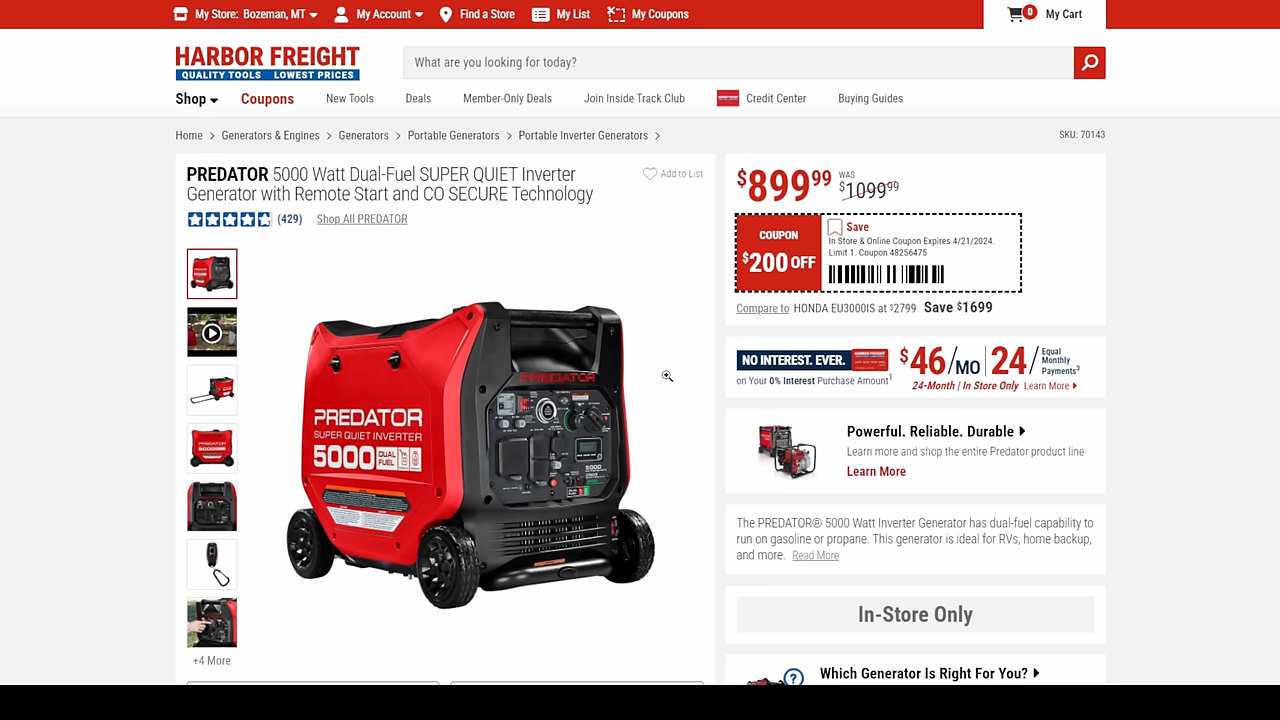 My Store: Bozeman, MT My Account Find a Store My List My Coupons 0 My Cart
HARBOR FREIGHT
QUALITY TOOLS LOWEST PRICES
What are you looking for today?
Shop Coupons New Tools Deals Member-Only Deals Join Inside Track Club Credit Center Buying Guides
Home > Generators & Engines > Generators > Portable Generators > Portable Inverter Generators >
SKU: 70143
PREDATOR 5000 Watt Dual-Fuel SUPER QUIET Inverter
Generator with Remote Start and CO SECURE Technology
Add to List
(429) Shop All PREDATOR
PREDATOR
PREDATOR
SUPER QUIET INVERTER
5000 DUAL
FUEL
+4 More
$899.99 WAS
$1099.99
COUPON
$200 OFF
Save
In Store & Online Coupon Expires 4/21/2024.
Limit 1. Coupon 48256475
Compare to HONDA EU3000IS at $2799 Save $1699
NO INTEREST. EVER.
on Your 0% Interest Purchase Amount1
$46/MO 24/ Equal
Monthly
Payments3
24-Month | In Store Only Learn More
Powerful. Reliable. Durable
Learn more and shop the entire Predator product line
Learn More
The PREDATOR® 5000 Watt Inverter Generator has dual-fuel capability to
run on gasoline or propane. This generator is ideal for RVs, home backup,
and more. Read More
In-Store Only
Which Generator Is Right For You?